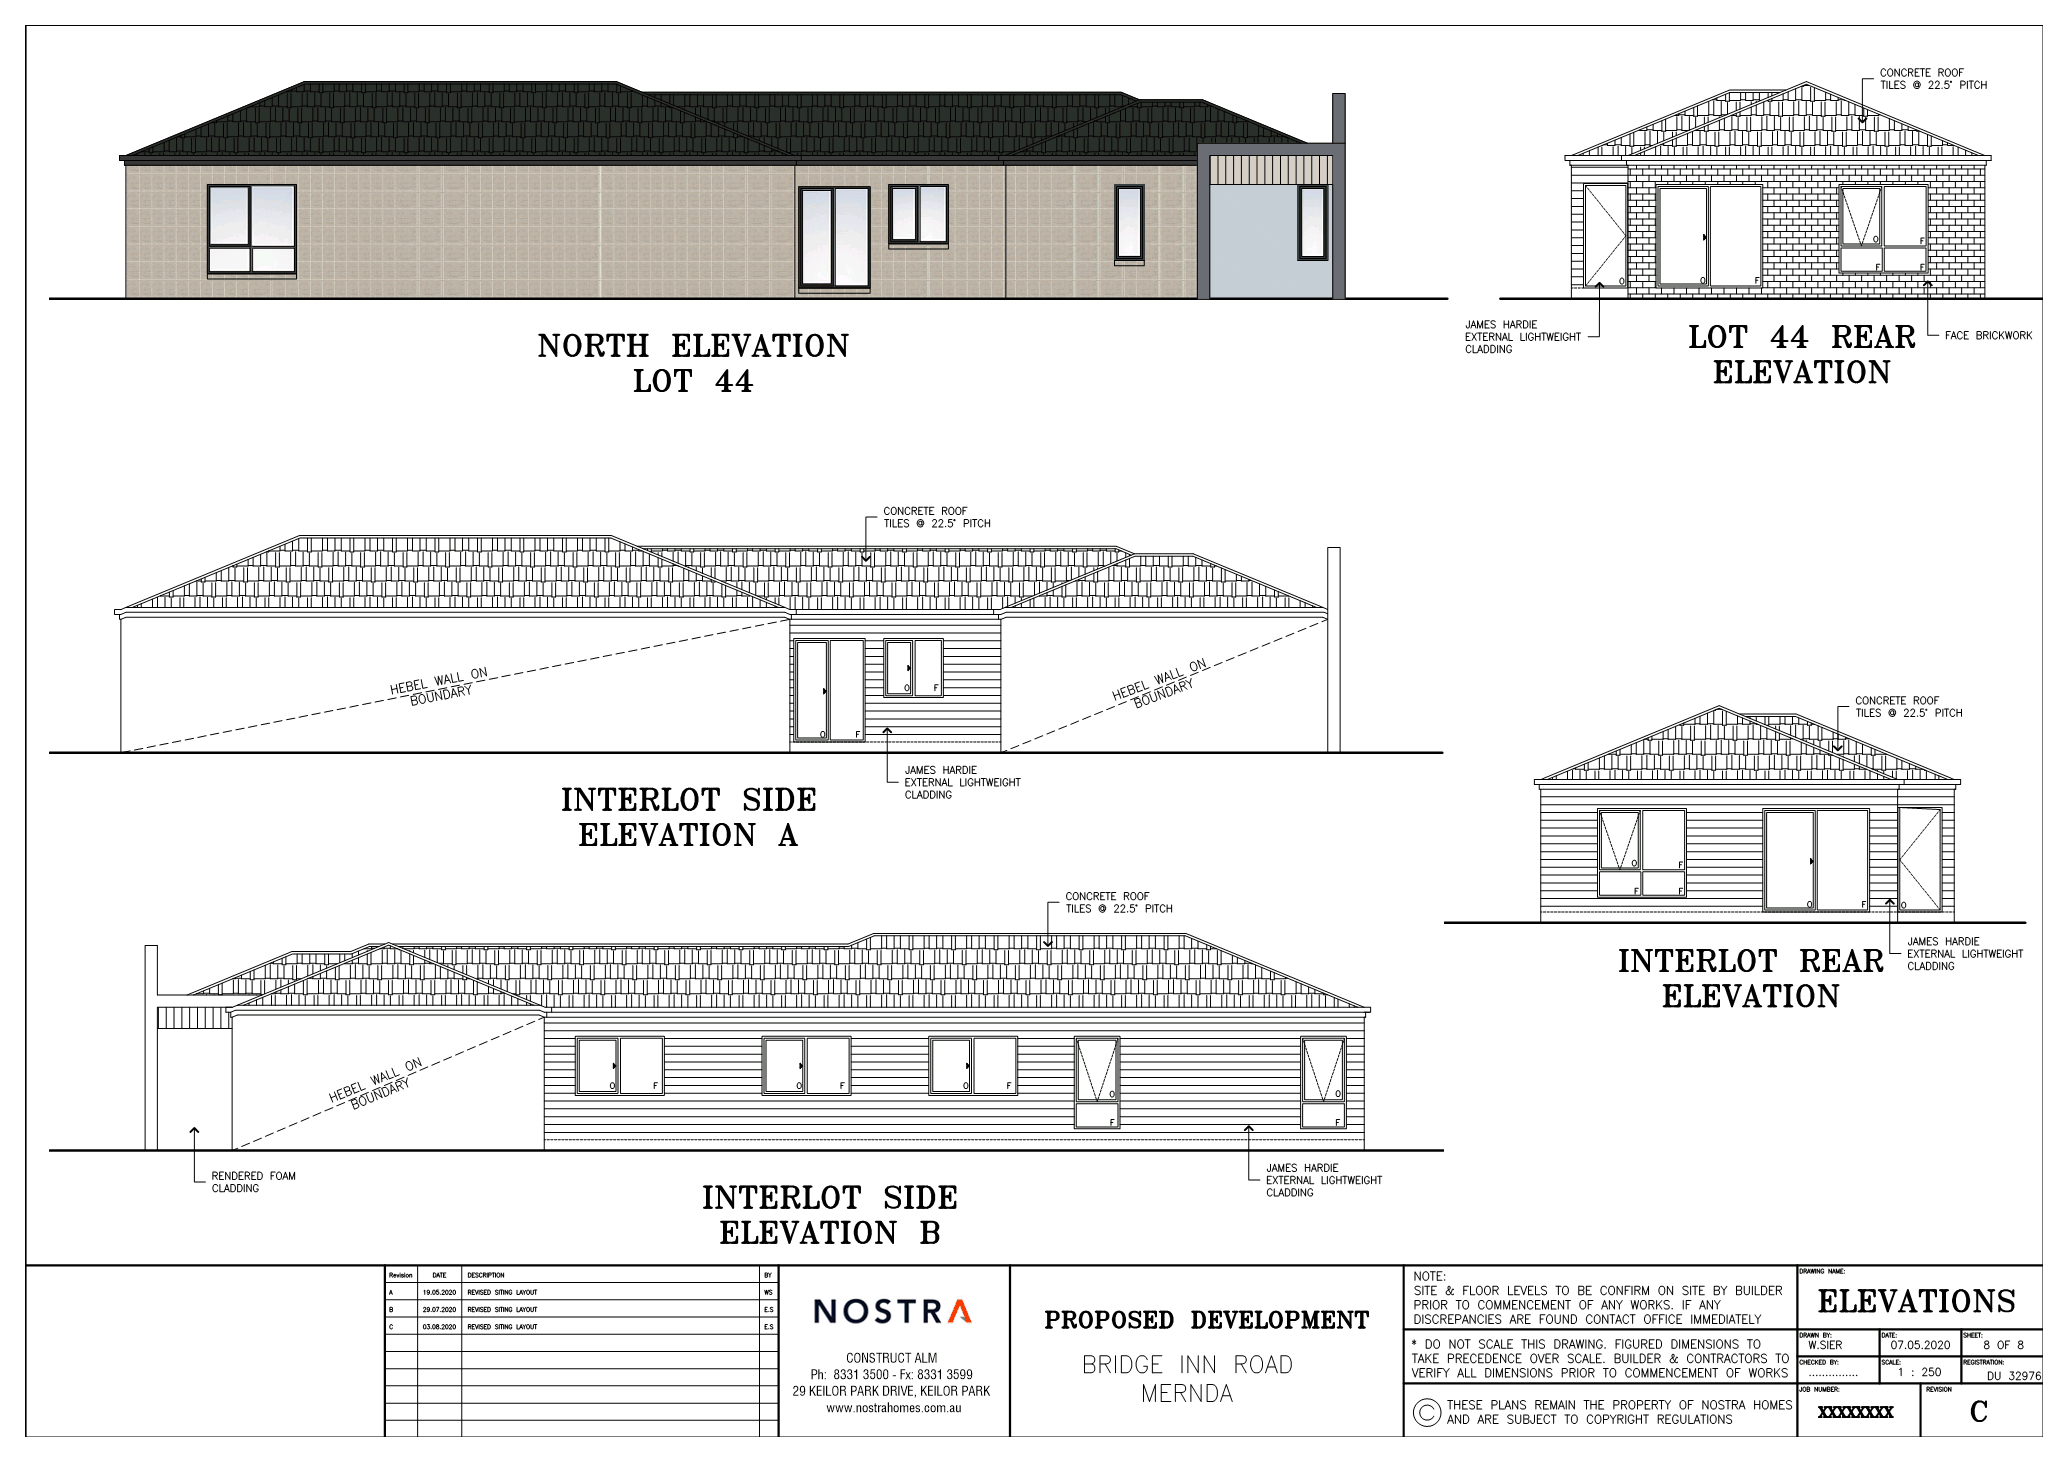 CONCRETE ROOF
TILES @ 22.5° PITCH
JAMES HARDIE
EXTERNAL LIGHTWEIGHT
CLADDING
FACE BRICKWORK
O
O
F
O
F
F
F
NORTH ELEVATION
LOT 44
LOT 44 REAR
ELEVATION
CONCRETE ROOF
TILES @ 22.5° PITCH
HEBEL WALL ON
BOUNDARY
O
F
O
F
HEBEL WALL ON
BOUNDARY
JAMES HARDIE
EXTERNAL LIGHTWEIGHT
CLADDING
INTERLOT SIDE
ELEVATION A
CONCRETE ROOF
TILES @ 22.5° PITCH
O
F
F
F
O
F
O
JAMES HARDIE
EXTERNAL LIGHTWEIGHT
CLADDING
INTERLOT REAR
ELEVATION
CONCRETE ROOF
TILES @ 22.5° PITCH
HEBEL WALL ON
BOUNDARY
O
F
O
F
O
F
O
F
O
F
RENDERED FOAM
CLADDING
JAMES HARDIE
EXTERNAL LIGHTWEIGHT
CLADDING
INTERLOT SIDE
ELEVATION B
Revision DATE DESCRIPTION BY
A 19.05.2020 REVISED SITING LAYOUT WS
B 29.07.2020 REVISED SITING LAYOUT E.S
C 03.08.2020 REVISED SITING LAYOUT E.S
NOSTRA
CONSTRUCT ALM
Ph: 8331 3500 - Fx: 8331 3599
29 KEILOR PARK DRIVE, KEILOR PARK
www.nostrahomes.com.au
PROPOSED DEVELOPMENT
BRIDGE INN ROAD
MERNDA
NOTE:
SITE & FLOOR LEVELS TO BE CONFIRM ON SITE BY BUILDER
PRIOR TO COMMENCEMENT OF ANY WORKS. IF ANY
DISCREPANCIES ARE FOUND CONTACT OFFICE IMMEDIATELY
* DO NOT SCALE THIS DRAWING. FIGURED DIMENSIONS TO
TAKE PRECEDENCE OVER SCALE. BUILDER & CONTRACTORS TO
VERIFY ALL DIMENSIONS PRIOR TO COMMENCEMENT OF WORKS
© THESE PLANS REMAIN THE PROPERTY OF NOSTRA HOMES
AND ARE SUBJECT TO COPYRIGHT REGULATIONS
DRAWING NAME:
ELEVATIONS
DRAWN BY: DATE: SHEET:
W.SIER 07.05.2020 8 OF 8
CHECKED BY: SCALE: REGISTRATION:
............... 1 : 250 DU 32976
JOB NUMBER: REVISION
XXXXXXXX C